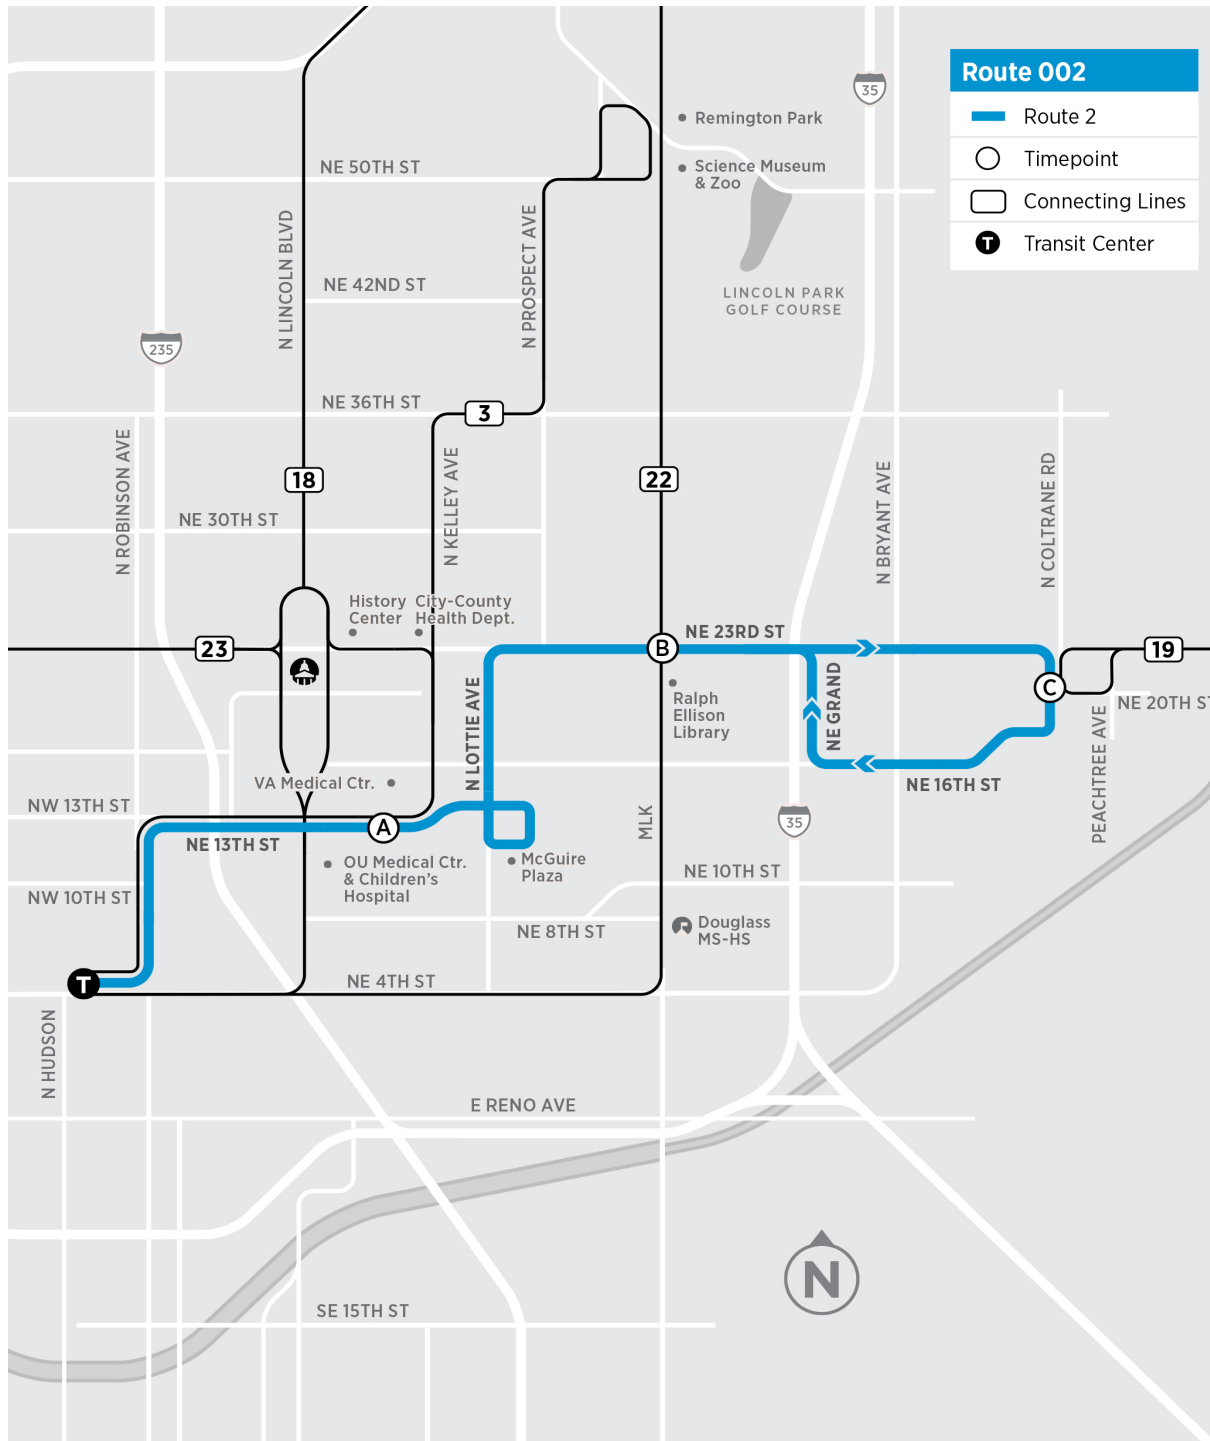 Route 002
Route 2
Timepoint
Connecting Lines
T
Transit Center
35
Remington Park
Science Museum
& Zoo
NE 50TH ST
N LINCOLN BLVD
N PROSPECT AVE
NE 42ND ST
LINCOLN PARK
GOLF COURSE
235
NE 36TH ST
3
N ROBINSON AVE
18
N KELLEY AVE
22
N BRYANT AVE
N COLTRANE RD
NE 30TH ST
History
Center
City-County
Health Dept.
23
B
NE 23RD ST
19
C
N LOTTIE AVE
Ralph
Ellison
Library
NE GRAND
PEACHTREE AVE
NE 20TH ST
VA Medical Ctr.
NE 16TH ST
NW 13TH ST
A
NE 13TH ST
MLK
35
OU Medical Ctr.
& Children's
Hospital
McGuire
Plaza
NE 10TH ST
NW 10TH ST
NE 8TH ST
Douglass
MS-HS
T
NE 4TH ST
N HUDSON
E RENO AVE
N
SE 15TH ST